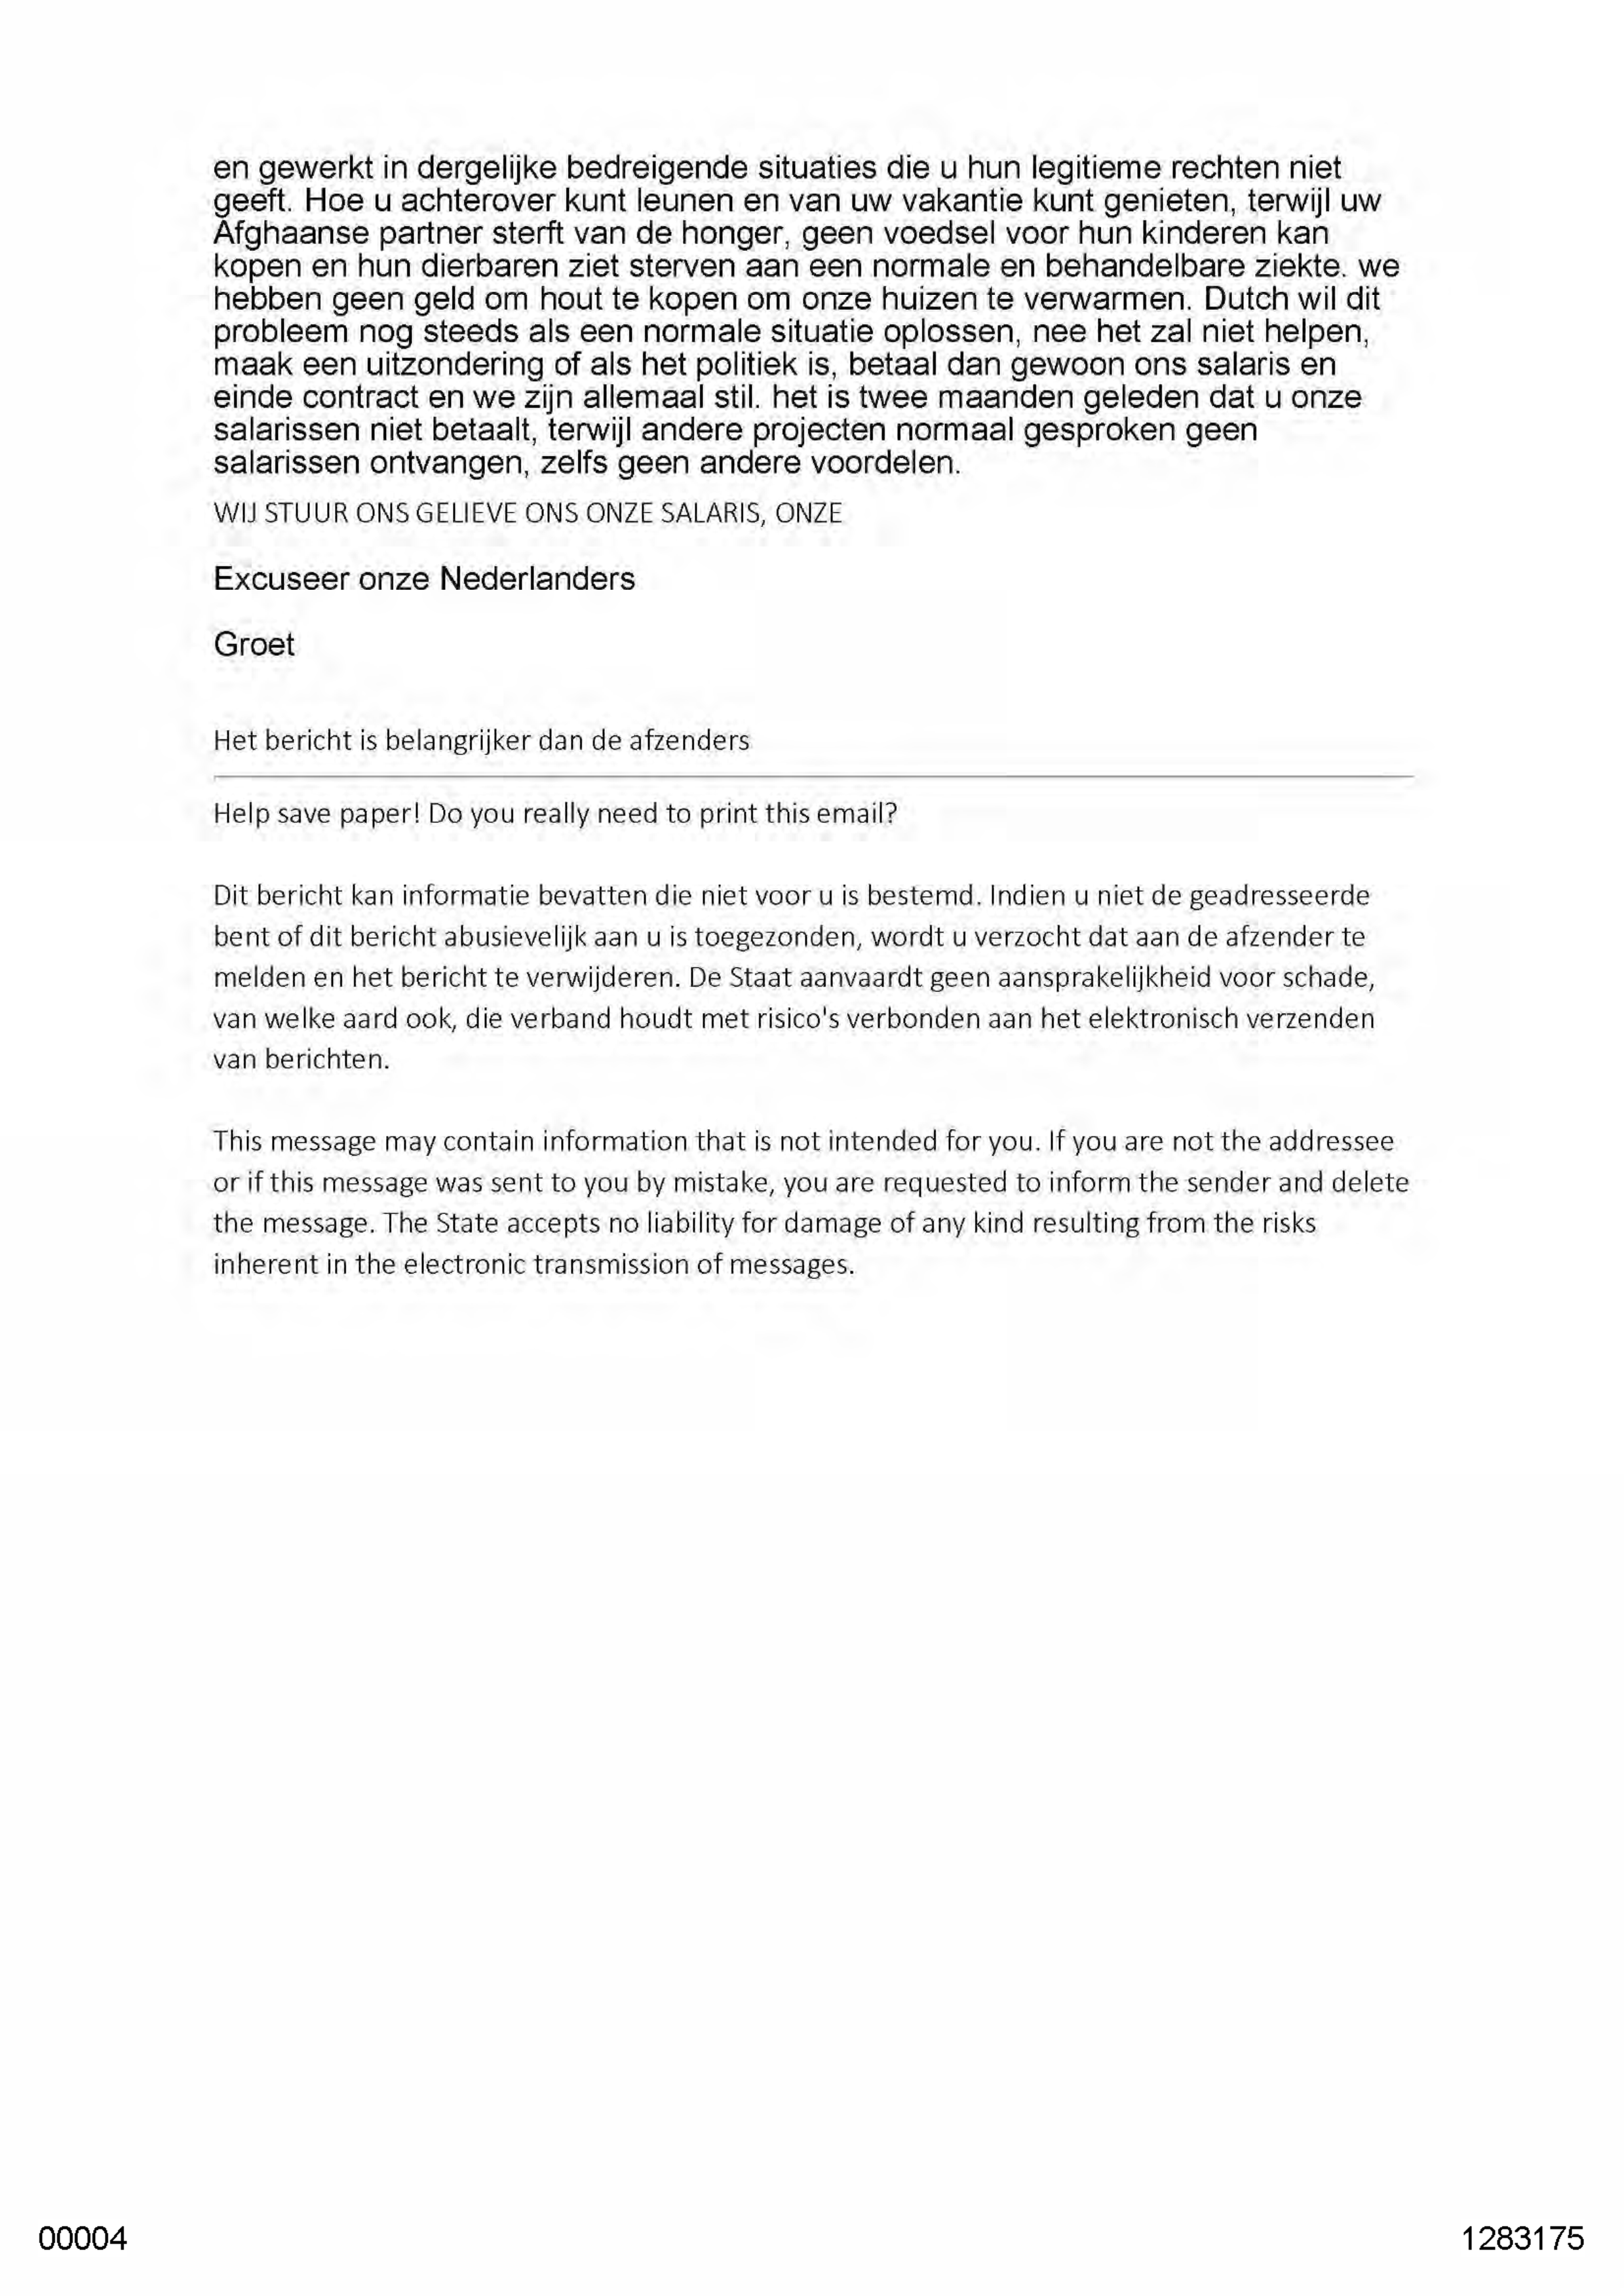 en gewerkt in dergelijke bedreigende situaties die u hun legitieme rechten niet
geeft. Hoe u achterover kunt leunen en van uw vakantie kunt genieten, terwijl uw
Afghaanse partner sterft van de honger, geen voedsel voor hun kinderen kan
kopen en hun dierbaren ziet sterven aan een normale en behandelbare ziekte. we
hebben geen geld om hout te kopen om onze huizen te verwarmen. Dutch wil dit
probleem nog steeds als een normale situatie oplossen, nee het zal niet helpen,
maak een uitzondering of als het politiek is, betaal dan gewoon ons salaris en
einde contract en we zijn allemaal stil. het is twee maanden geleden dat u onze
salarissen niet betaalt, terwijl andere projecten normaal gesproken geen
salarissen ontvangen, zelfs geen andere voordelen.
WIJ STUUR ONS GELIEVE ONS ONZE SALARIS, ONZE
Excuseer onze Nederlanders
Groet
Het bericht is belangrijker dan de afzenders
Help save paper! Do you really need to print this email?
Dit bericht kan informatie bevatten die niet voor u is bestemd. Indien u niet de geadresseerde
bent of dit bericht abusievelijk aan u is toegezonden, wordt u verzocht dat aan de afzender te
melden en het bericht te verwijderen. De Staat aanvaardt geen aansprakelijkheid voor schade,
van welke aard ook, die verband houdt met risico's verbonden aan het elektronisch verzenden
van berichten.
This message may contain information that is not intended for you. If you are not the addressee
or if this message was sent to you by mistake, you are requested to inform the sender and delete
the message. The State accepts no liability for damage of any kind resulting from the risks
inherent in the electronic transmission of messages.
00004
1283175